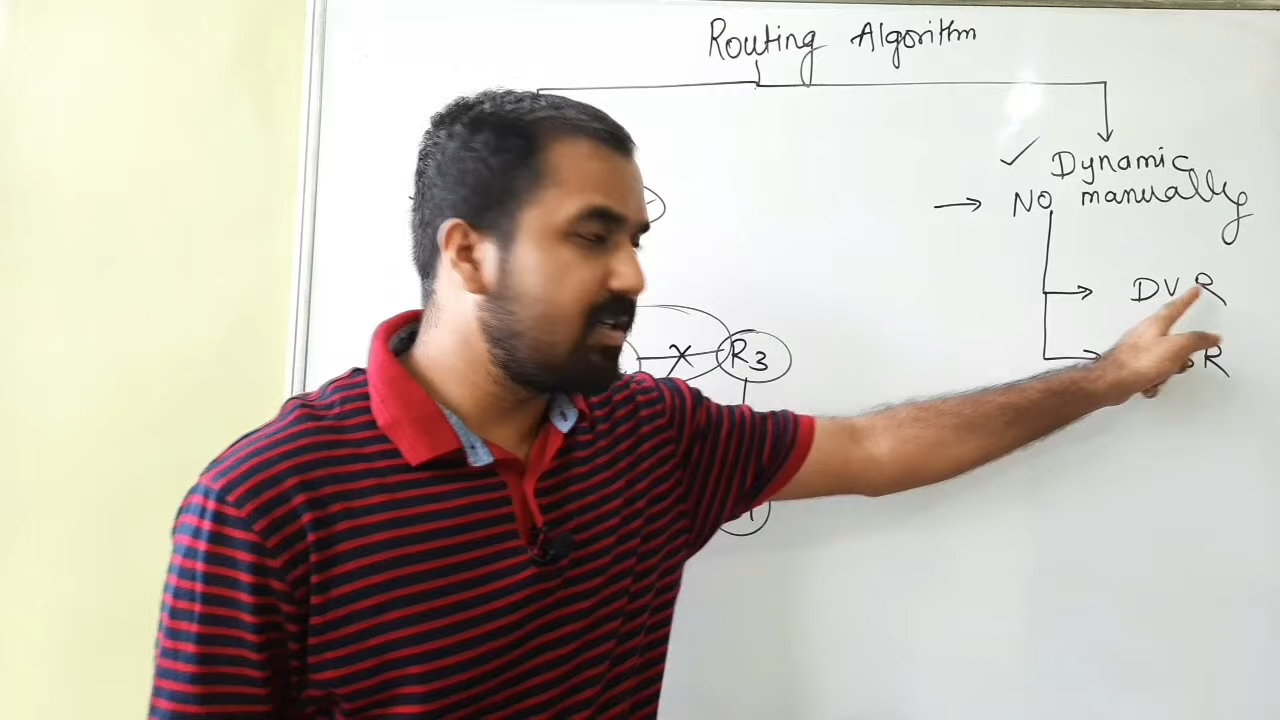 Routing Algorithm
✓ Dynamic
→ NO manually
DVR
R3